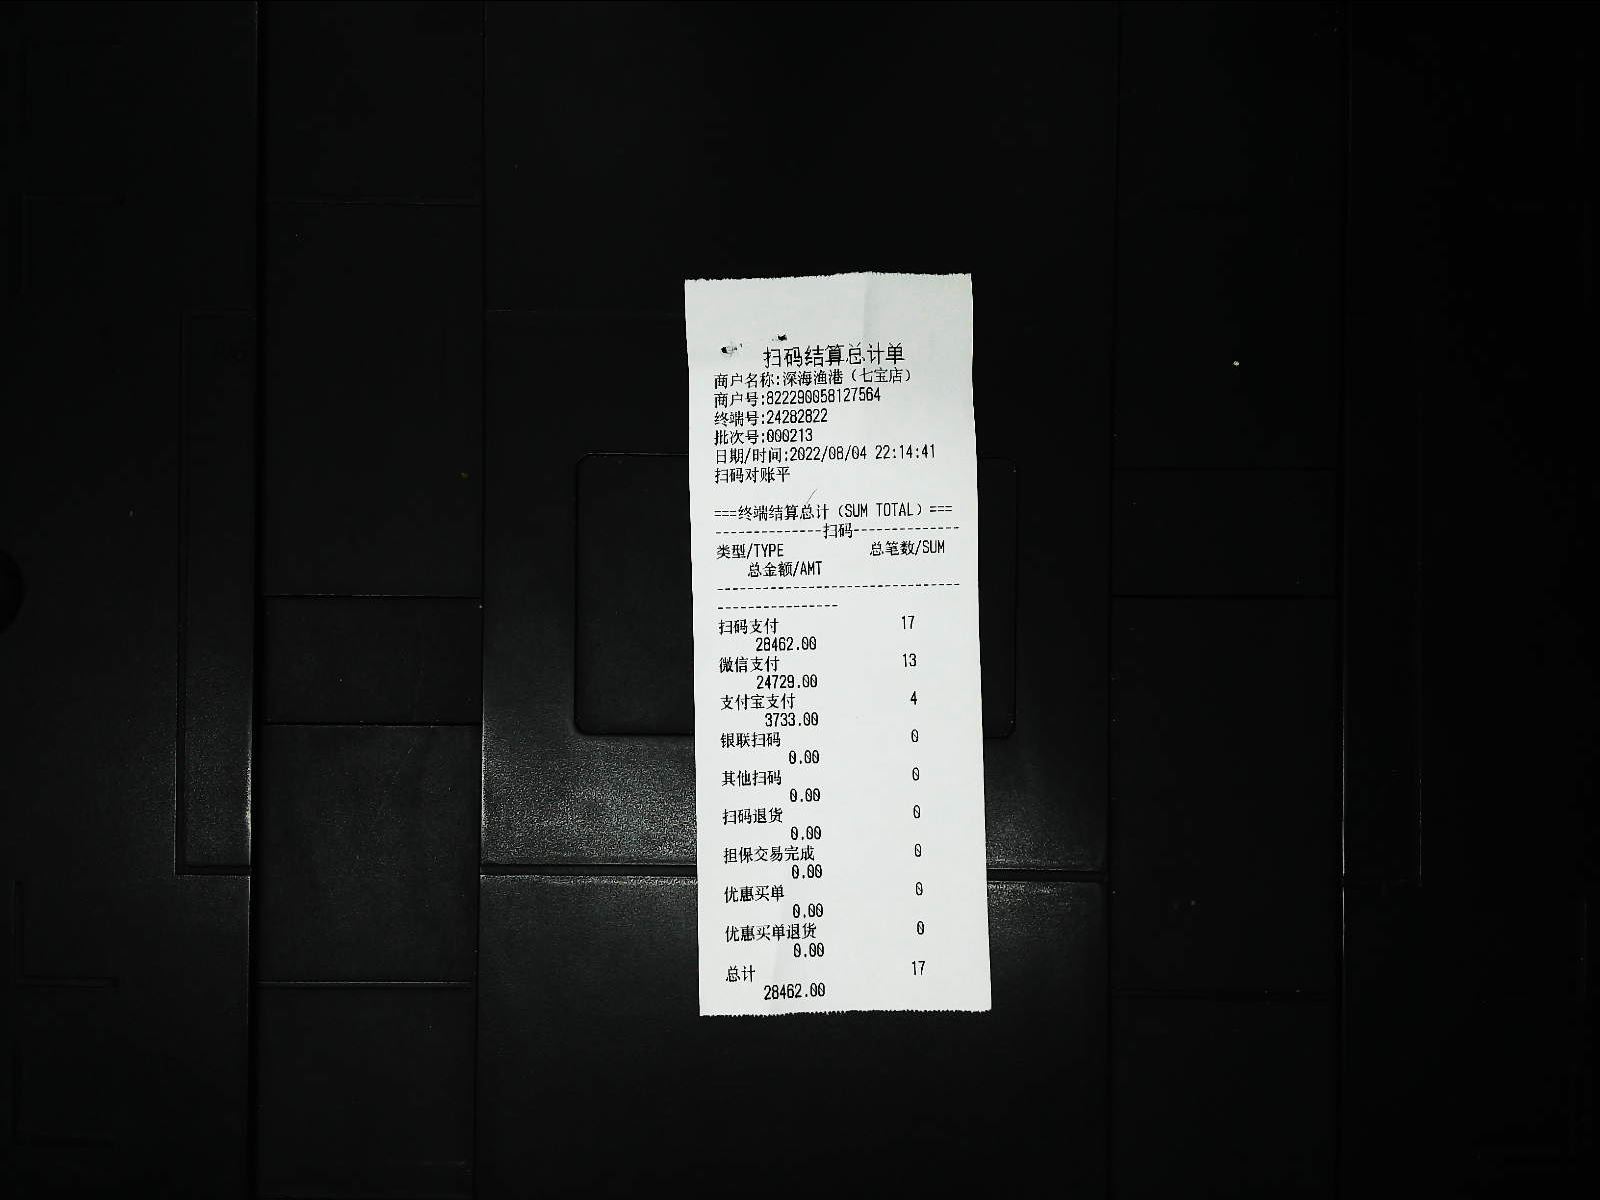 扫码结算总计单
商户名称:深海渔港（七宝店）
商户号:822290058127564
终端号:24282822
批次号:000213
日期/时间:2022/08/04 22:14:41
扫码对账平
===终端结算总计（SUM TOTAL）===
--------------扫码--------------
类型/TYPE 总笔数/SUM
总金额/AMT
--------------------------------
----------------
扫码支付 17
28462.00
微信支付 13
24729.00
支付宝支付 4
3733.00
银联扫码 0
0.00
其他扫码 0
0.00
扫码退货 0
0.00
担保交易完成 0
0.00
优惠买单 0
0.00
优惠买单退货 0
0.00
总计 17
28462.00